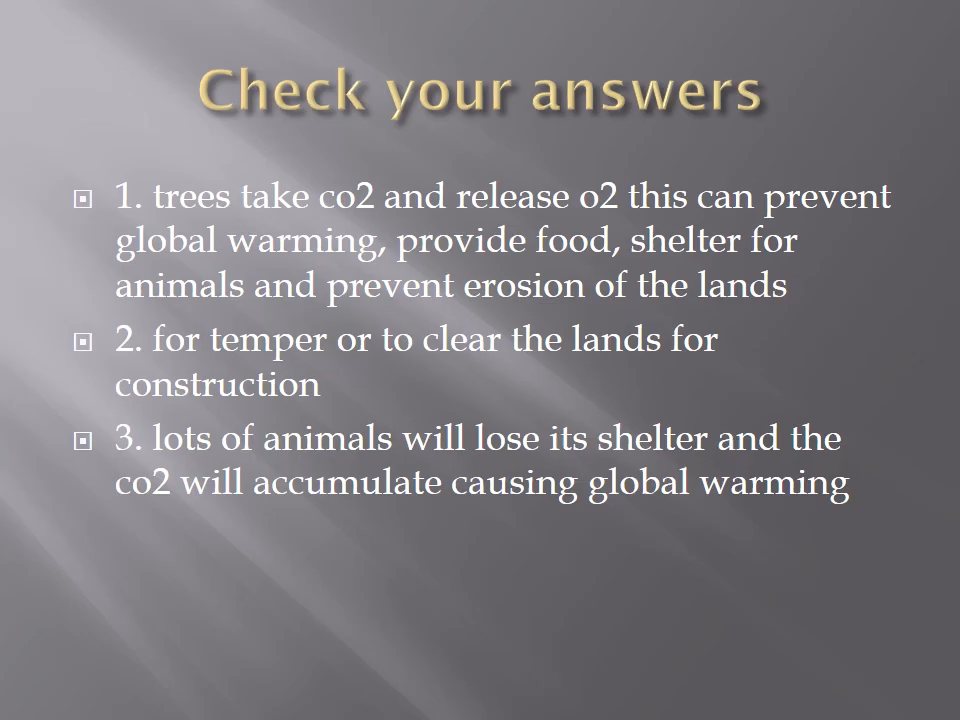 Check your answers
1. trees take co2 and release o2 this can prevent
global warming, provide food, shelter for
animals and prevent erosion of the lands
2. for temper or to clear the lands for
construction
3. lots of animals will lose its shelter and the
co2 will accumulate causing global warming